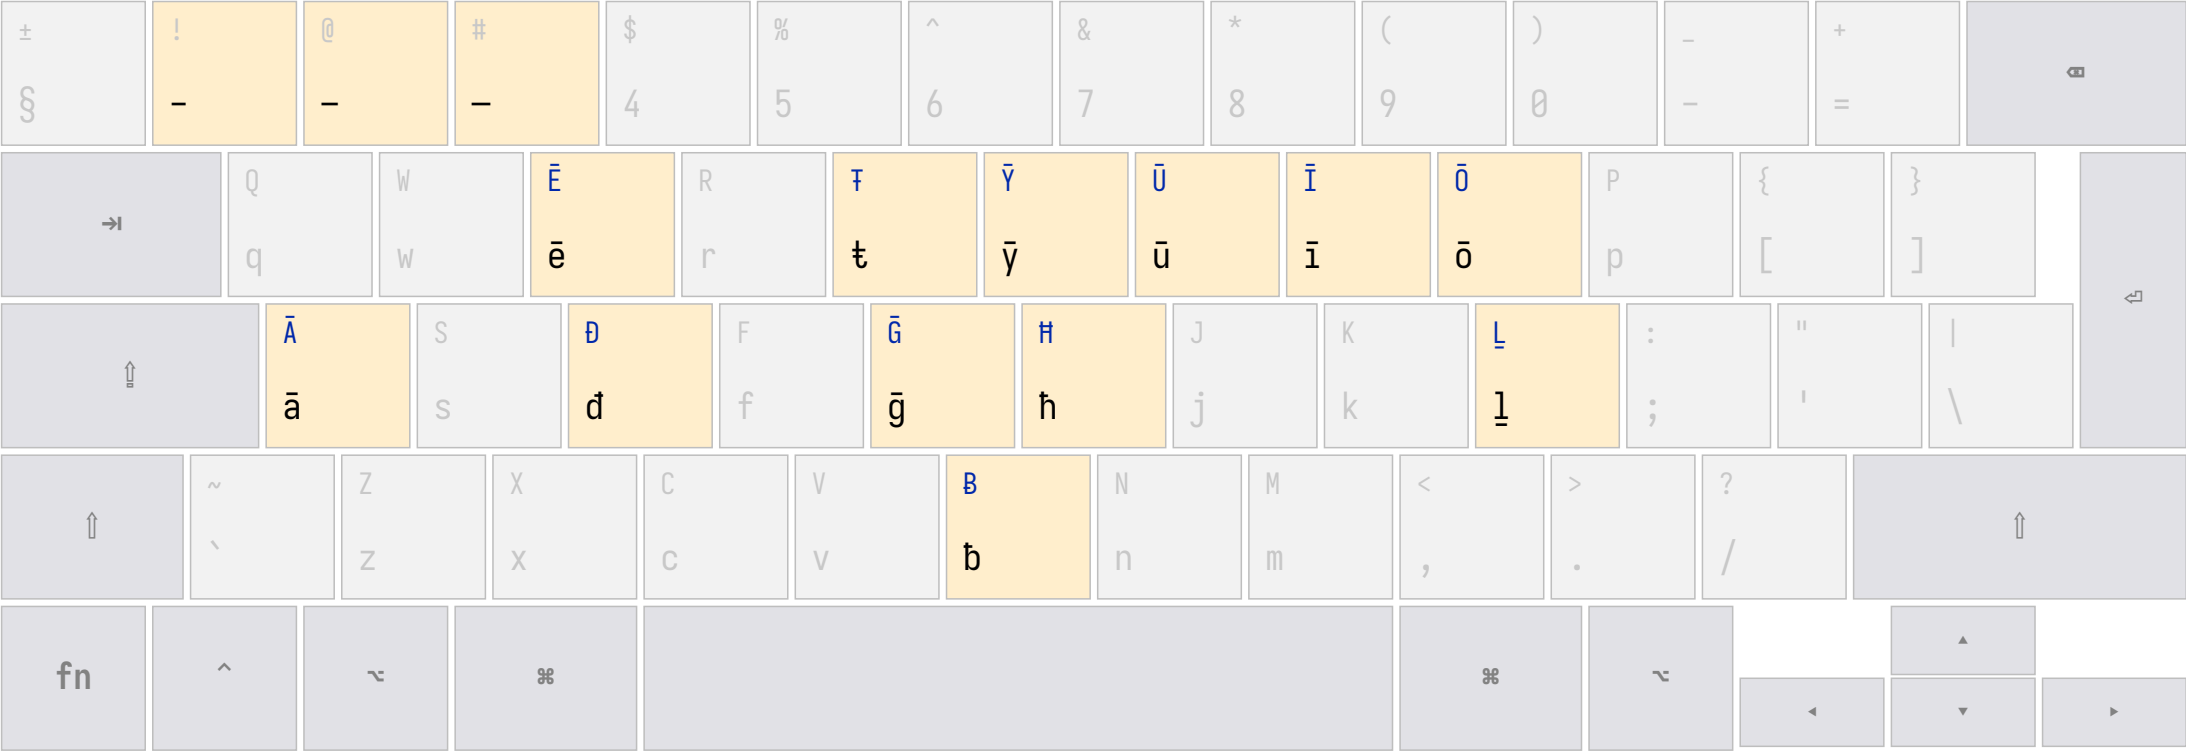 ± ! @ # $ % ^ & * ( ) _ +
§ – – — 4 5 6 7 8 9 0 - = ⌫
Q W Ē R Ŧ Ȳ Ū Ī Ō P { }
⇥ q w ē r ŧ ȳ ū ī ō p [ ]
Ā S Đ F Ḡ Ħ J K Ḻ : " | ⏎
⇪ ā s đ f ḡ ħ j k ḻ ; ' \
~ Z X C V Ƀ N M < > ?
⇧ ` z x c v ƀ n m , . / ⇧
fn ^ ⌥ ⌘ ⌘ ⌥ ◂ ▴ ▾ ▸